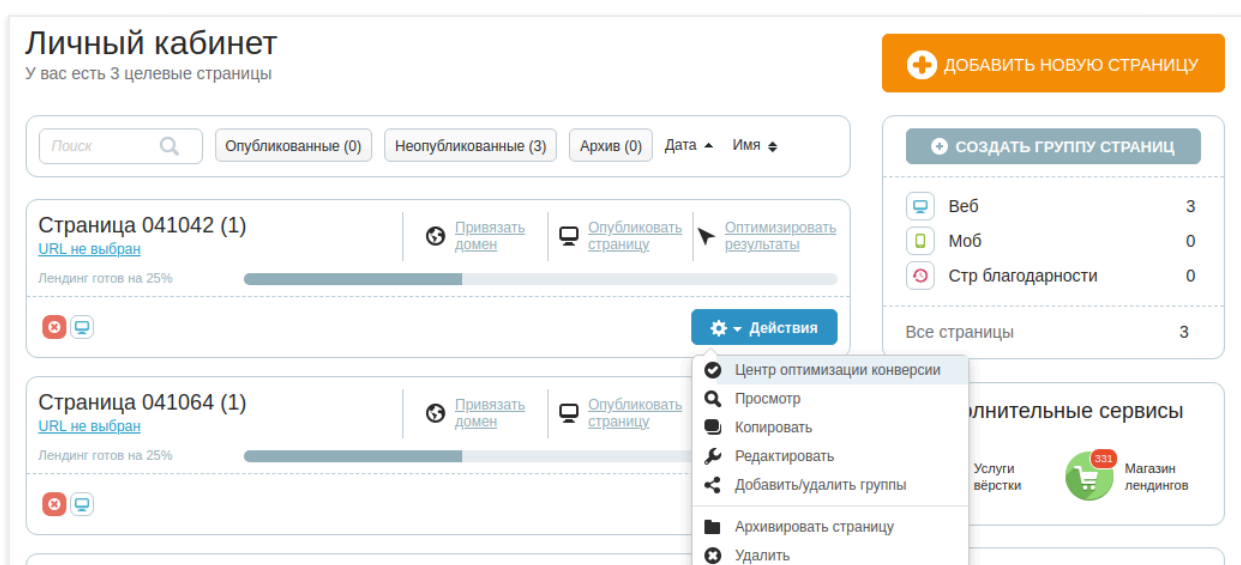 Личный кабинет
У вас есть 3 целевые страницы
ДОБАВИТЬ НОВУЮ СТРАНИЦУ
Поиск
Опубликованные (0)
Неопубликованные (3)
Архив (0)
Дата
Имя
СОЗДАТЬ ГРУППУ СТРАНИЦ
Веб 3
Моб 0
Стр благодарности 0
Все страницы 3
Страница 041042 (1)
URL не выбран
Привязать
домен
Опубликовать
страницу
Оптимизировать
результаты
Лендинг готов на 25%
Действия
Центр оптимизации конверсии
Просмотр
Копировать
Редактировать
Добавить/удалить группы
Архивировать страницу
Удалить
Страница 041064 (1)
URL не выбран
Привязать
домен
Опубликовать
страницу
Лендинг готов на 25%
лнительные сервисы
Услуги
вёрстки
331
Магазин
лендингов